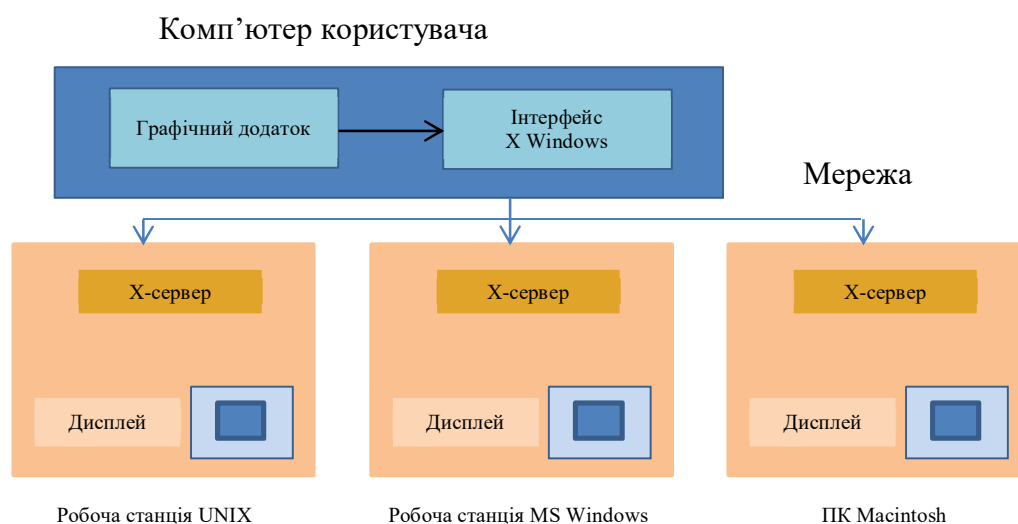 Комп’ютер користувача
Графічний додаток
Інтерфейс
X Windows
Мережа
X-сервер
X-сервер
X-сервер
Дисплей
Дисплей
Дисплей
Робоча станція UNIX
Робоча станція MS Windows
ПК Macintosh